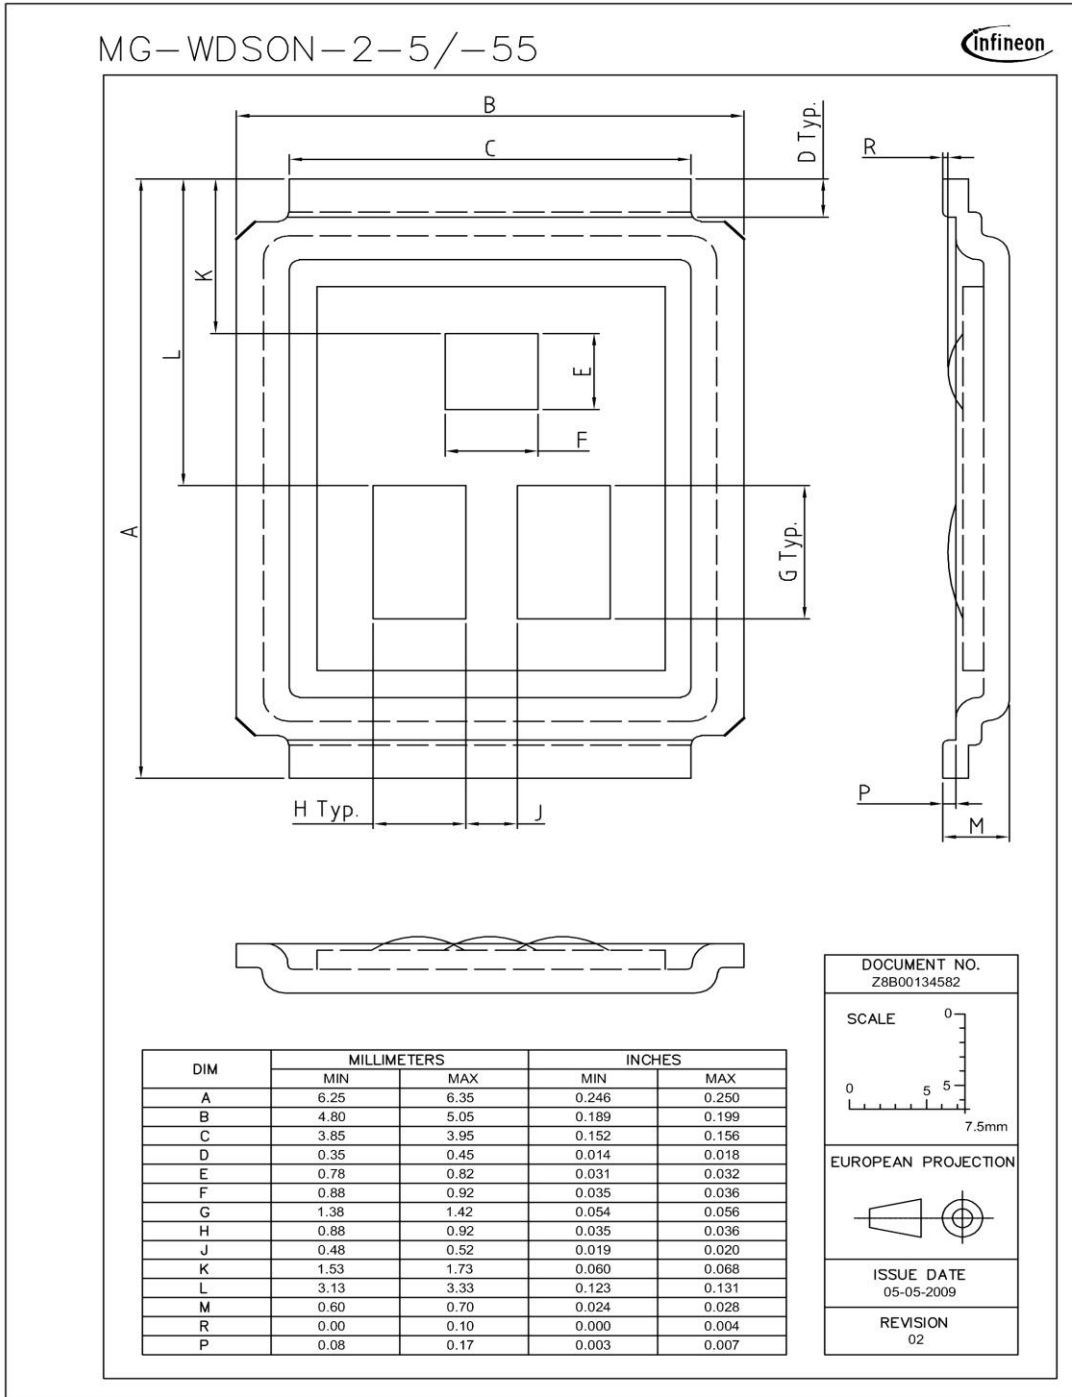 MG-WDSON-2-5/-55
infineon
B
C
D Typ.
R
K
L
E
F
A
G Typ.
H Typ.
J
P
M
DIM MILLIMETERS INCHES
MIN MAX MIN MAX
A 6.25 6.35 0.246 0.250
B 4.80 5.05 0.189 0.199
C 3.85 3.95 0.152 0.156
D 0.35 0.45 0.014 0.018
E 0.78 0.82 0.031 0.032
F 0.88 0.92 0.035 0.036
G 1.38 1.42 0.054 0.056
H 0.88 0.92 0.035 0.036
J 0.48 0.52 0.019 0.020
K 1.53 1.73 0.060 0.068
L 3.13 3.33 0.123 0.131
M 0.60 0.70 0.024 0.028
R 0.00 0.10 0.000 0.004
P 0.08 0.17 0.003 0.007
DOCUMENT NO.
Z8B00134582
SCALE 0
0 5 5
7.5mm
EUROPEAN PROJECTION
ISSUE DATE
05-05-2009
REVISION
02